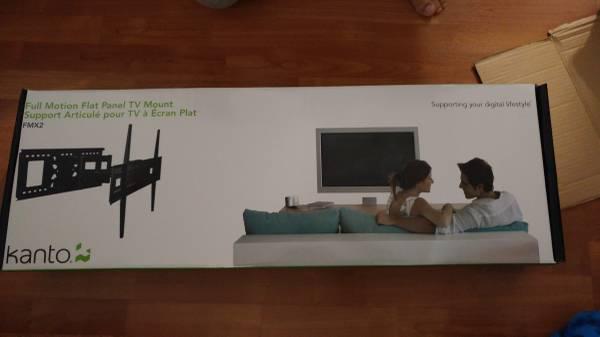 Full Motion Flat Panel TV Mount
Support Articulé pour TV à Écran Plat
FMX2
Supporting your digital lifestyle
kanto